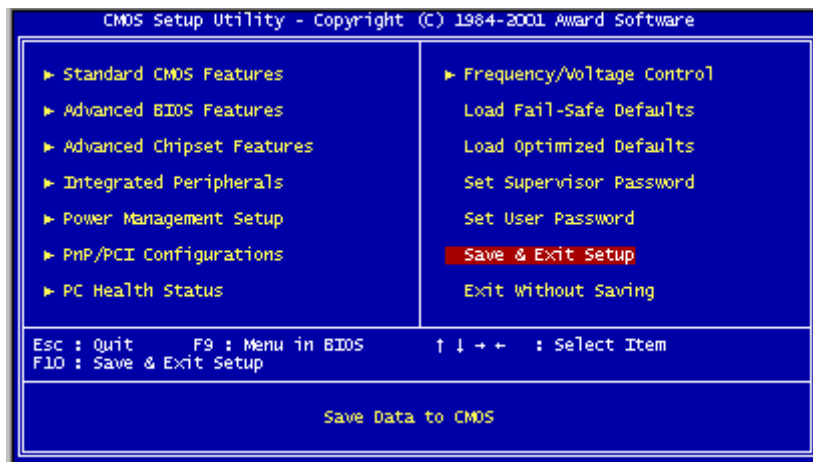 CMOS Setup Utility - Copyright (C) 1984-2001 Award Software
▶ Standard CMOS Features
▶ Advanced BIOS Features
▶ Advanced Chipset Features
▶ Integrated Peripherals
▶ Power Management Setup
▶ PnP/PCI Configurations
▶ PC Health Status
▶ Frequency/Voltage Control
Load Fail-Safe Defaults
Load Optimized Defaults
Set Supervisor Password
Set User Password
Save & Exit Setup
Exit Without Saving
Esc : Quit F9 : Menu in BIOS ↑ ↓ → ← : Select Item
F10 : Save & Exit Setup
Save Data to CMOS